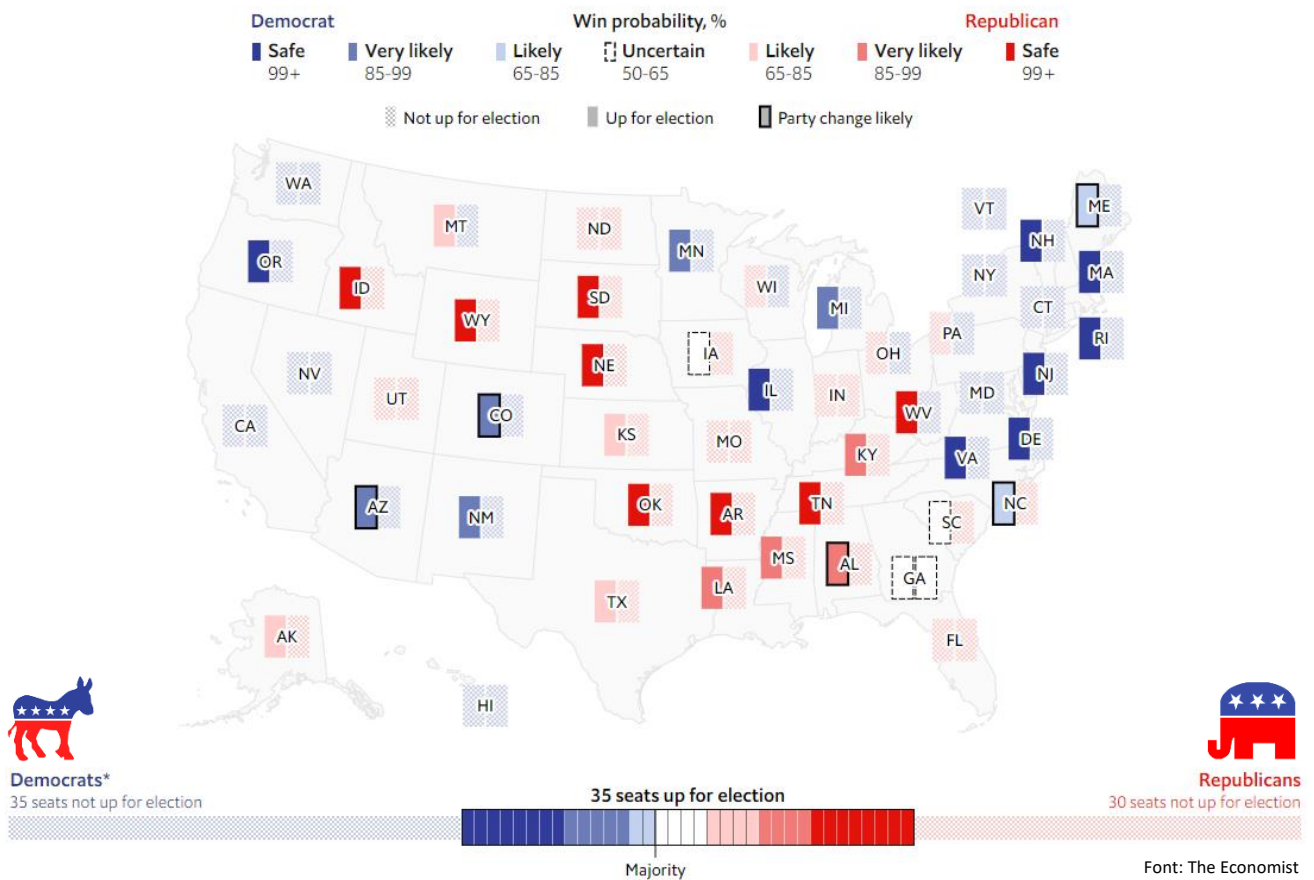 Democrat Win probability, % Republican
Safe Very likely Likely Uncertain Likely Very likely Safe
99+ 85-99 65-85 50-65 65-85 85-99 99+
Not up for election Up for election Party change likely
WA
MT
ND
MN
VT
ME
OR
ID
WY
SD
WI
MI
NH
NY
MA
CT
NV
UT
CO
NE
IA
IL
IN
OH
PA
RI
NJ
MD
CA
KS
MO
KY
WV
VA
DE
AZ
NM
OK
AR
TN
SC
NC
TX
LA
MS
AL
GA
FL
AK
HI
Democrats*
35 seats not up for election
35 seats up for election
Republicans
30 seats not up for election
Majority
Font: The Economist